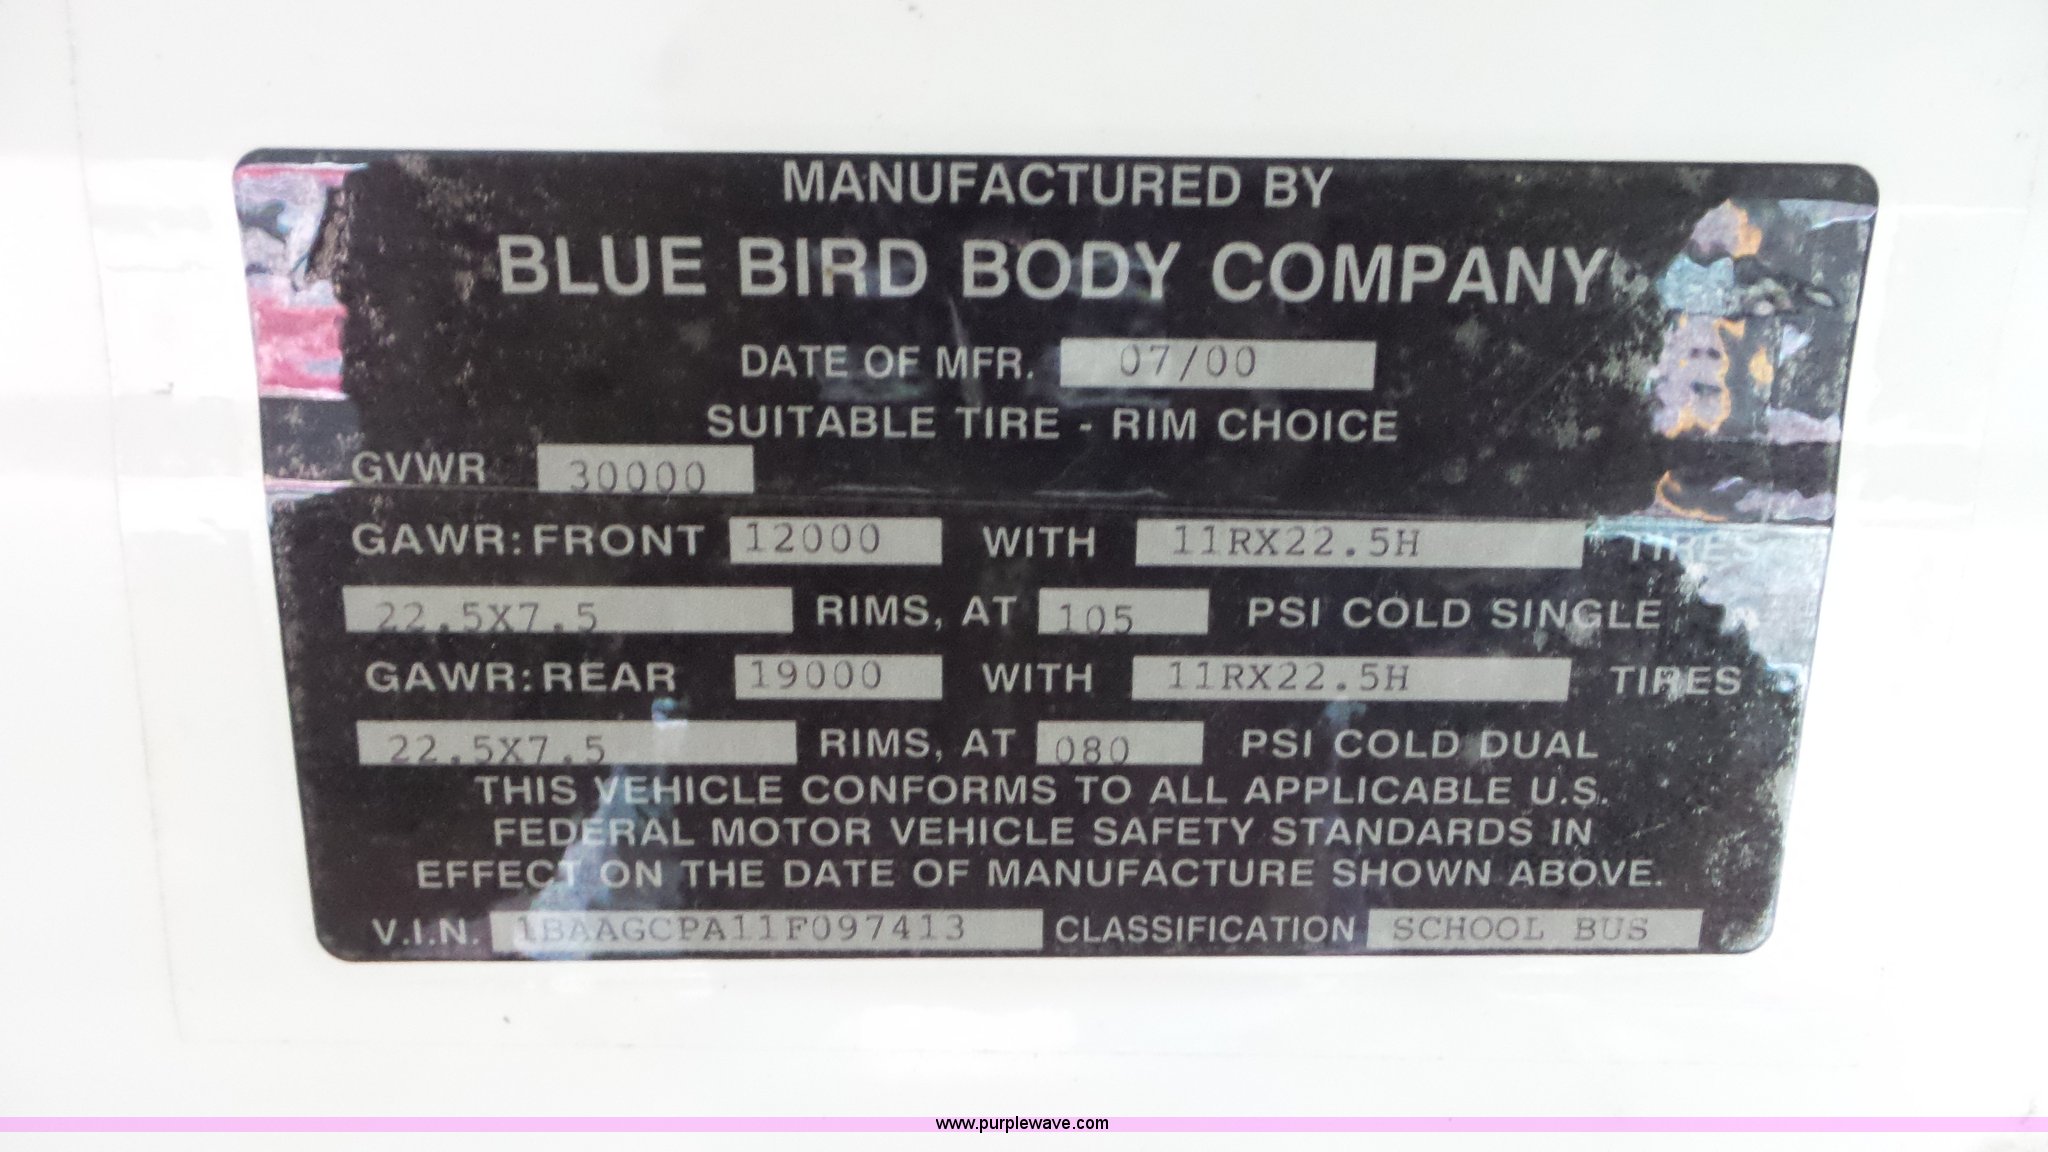 MANUFACTURED BY
BLUE BIRD BODY COMPANY
DATE OF MFR. 07/00
SUITABLE TIRE - RIM CHOICE
GVWR 30000
GAWR: FRONT 12000 WITH 11RX22.5H TIRES
22.5X7.5 RIMS, AT 105 PSI COLD SINGLE
GAWR: REAR 19000 WITH 11RX22.5H TIRES
22.5X7.5 RIMS, AT 080 PSI COLD DUAL
THIS VEHICLE CONFORMS TO ALL APPLICABLE U.S.
FEDERAL MOTOR VEHICLE SAFETY STANDARDS IN
EFFECT ON THE DATE OF MANUFACTURE SHOWN ABOVE.
V.I.N. 1BAAGCPA11F097413 CLASSIFICATION SCHOOL BUS
www.purplewave.com